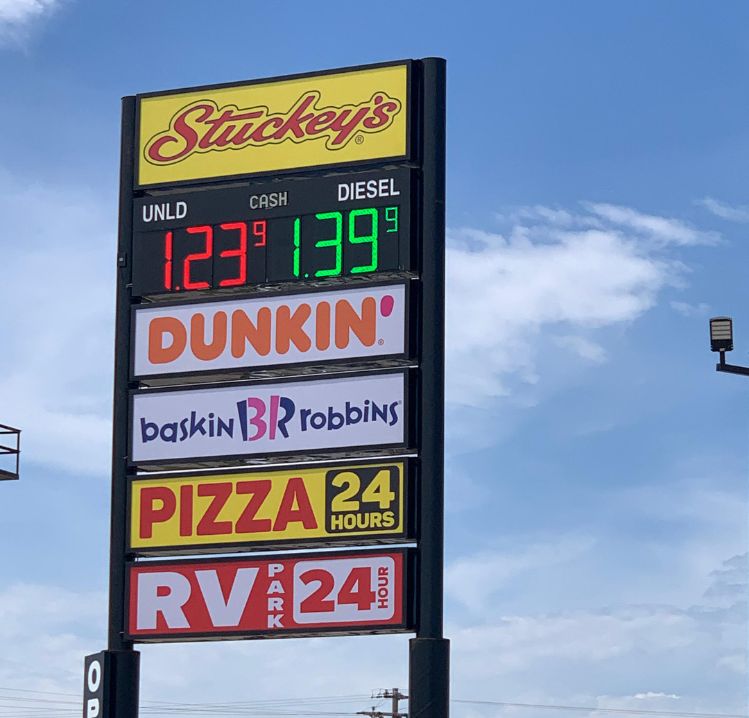 Stuckey's®
UNLD CASH DIESEL
1.23 9 1.39 9
DUNKIN'®
baskin BR robbins®
PIZZA 24 HOURS
RV PARK 24 HOUR